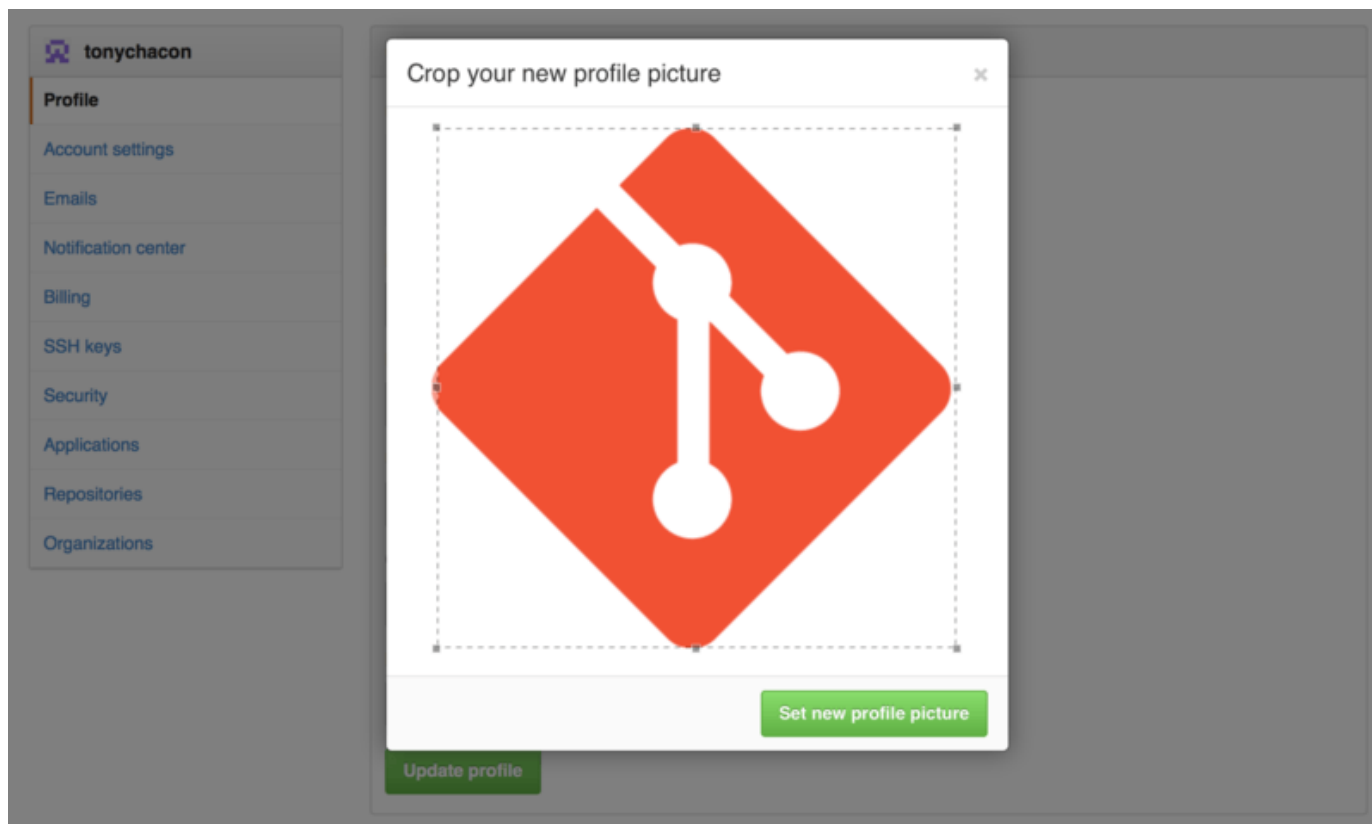 tonychacon
Profile
Account settings
Emails
Notification center
Billing
SSH keys
Security
Applications
Repositories
Organizations
Crop your new profile picture
×
Set new profile picture
Update profile